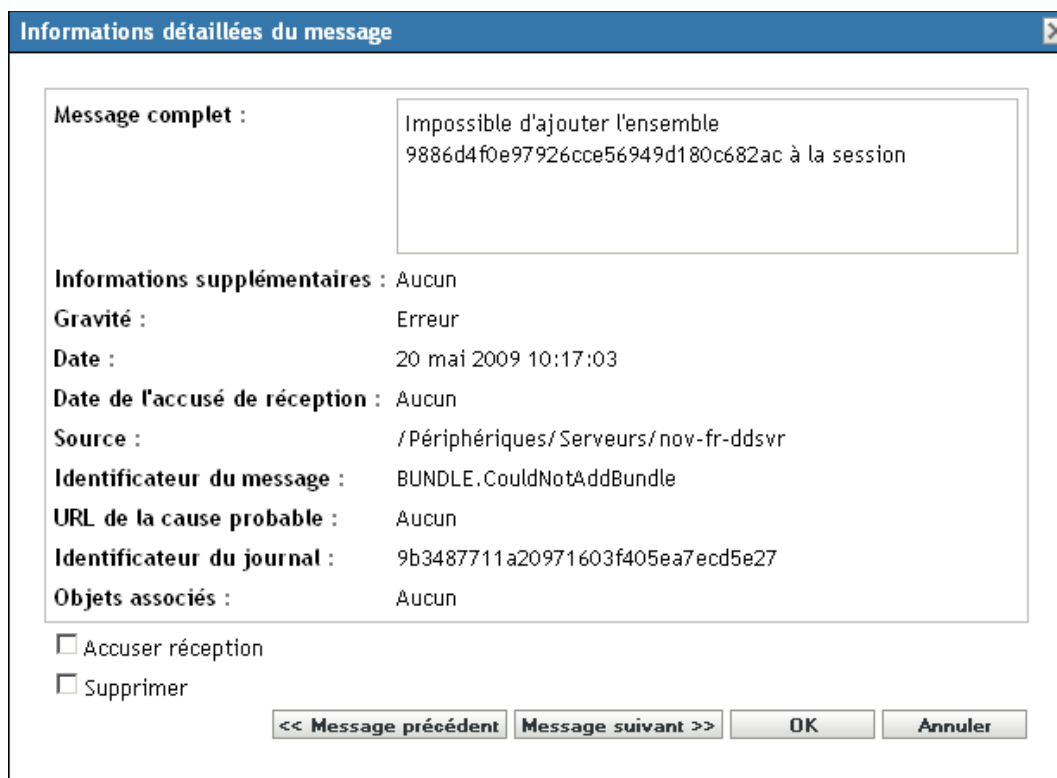 Informations détaillées du message
Message complet :
Impossible d'ajouter l'ensemble
9886d4f0e97926cce56949d180c682ac à la session
Informations supplémentaires : Aucun
Gravité : Erreur
Date : 20 mai 2009 10:17:03
Date de l'accusé de réception : Aucun
Source : /Périphériques/Serveurs/nov-fr-ddsvr
Identificateur du message : BUNDLE.CouldNotAddBundle
URL de la cause probable : Aucun
Identificateur du journal : 9b3487711a20971603f405ea7ecd5e27
Objets associés : Aucun
Accuser réception
Supprimer
<< Message précédent Message suivant >> OK Annuler